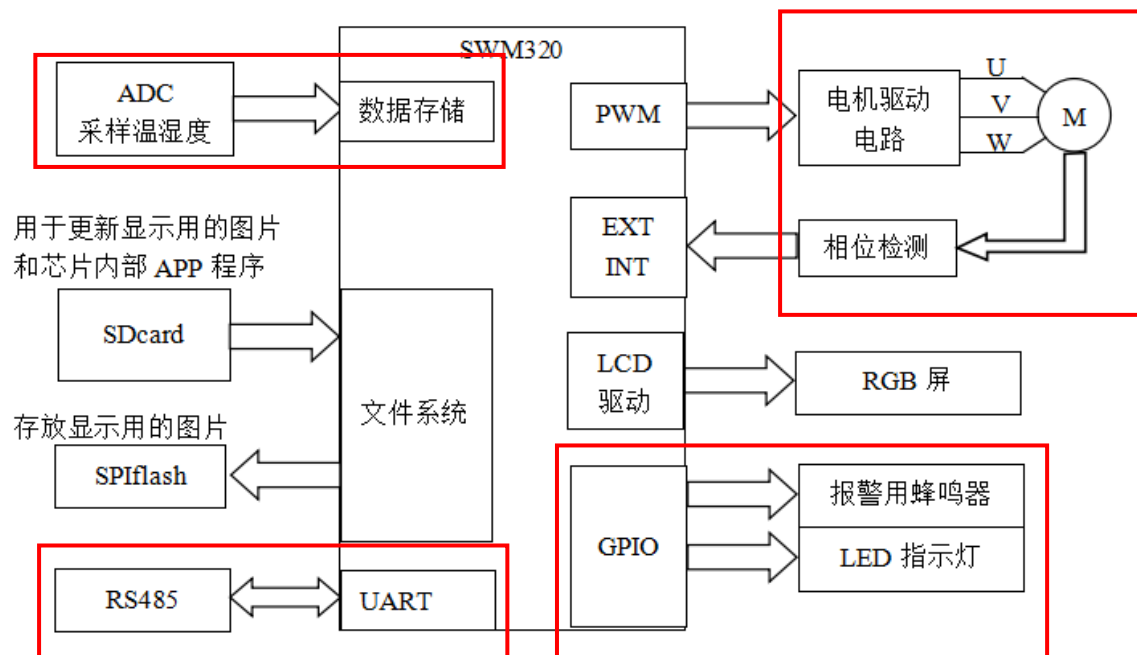 SWM320
ADC
采样温湿度
数据存储
PWM
电机驱动
电路
U
V
W
M
用于更新显示用的图片
和芯片内部 APP 程序
EXT
INT
相位检测
SDcard
文件系统
LCD
驱动
RGB 屏
存放显示用的图片
SPIflash
GPIO
报警用蜂鸣器
LED 指示灯
RS485
UART